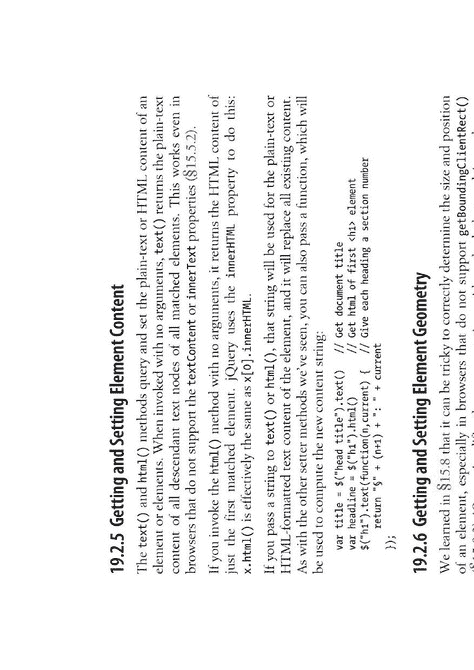 19.2.5 Getting and Setting Element Content
The text() and html() methods query and set the plain-text or HTML content of an
element or elements. When invoked with no arguments, text() returns the plain-text
content of all descendant text nodes of all matched elements. This works even in
browsers that do not support the textContent or innerText properties (§15.5.2).
If you invoke the html() method with no arguments, it returns the HTML content of
just the first matched element. jQuery uses the innerHTML property to do this:
x.html() is effectively the same as x[0].innerHTML.
If you pass a string to text() or html(), that string will be used for the plain-text or
HTML-formatted text content of the element, and it will replace all existing content.
As with the other setter methods we've seen, you can also pass a function, which will
be used to compute the new content string:
var title = $("head title").text() // Get document title
var headline = $("h1").html() // Get html of first <h1> element
$("h1").text(function(n,current) { // Give each heading a section number
return "§" + (n+1) + ": " + current
});
19.2.6 Getting and Setting Element Geometry
We learned in §15.8 that it can be tricky to correctly determine the size and position
of an element, especially in browsers that do not support getBoundingClientRect()